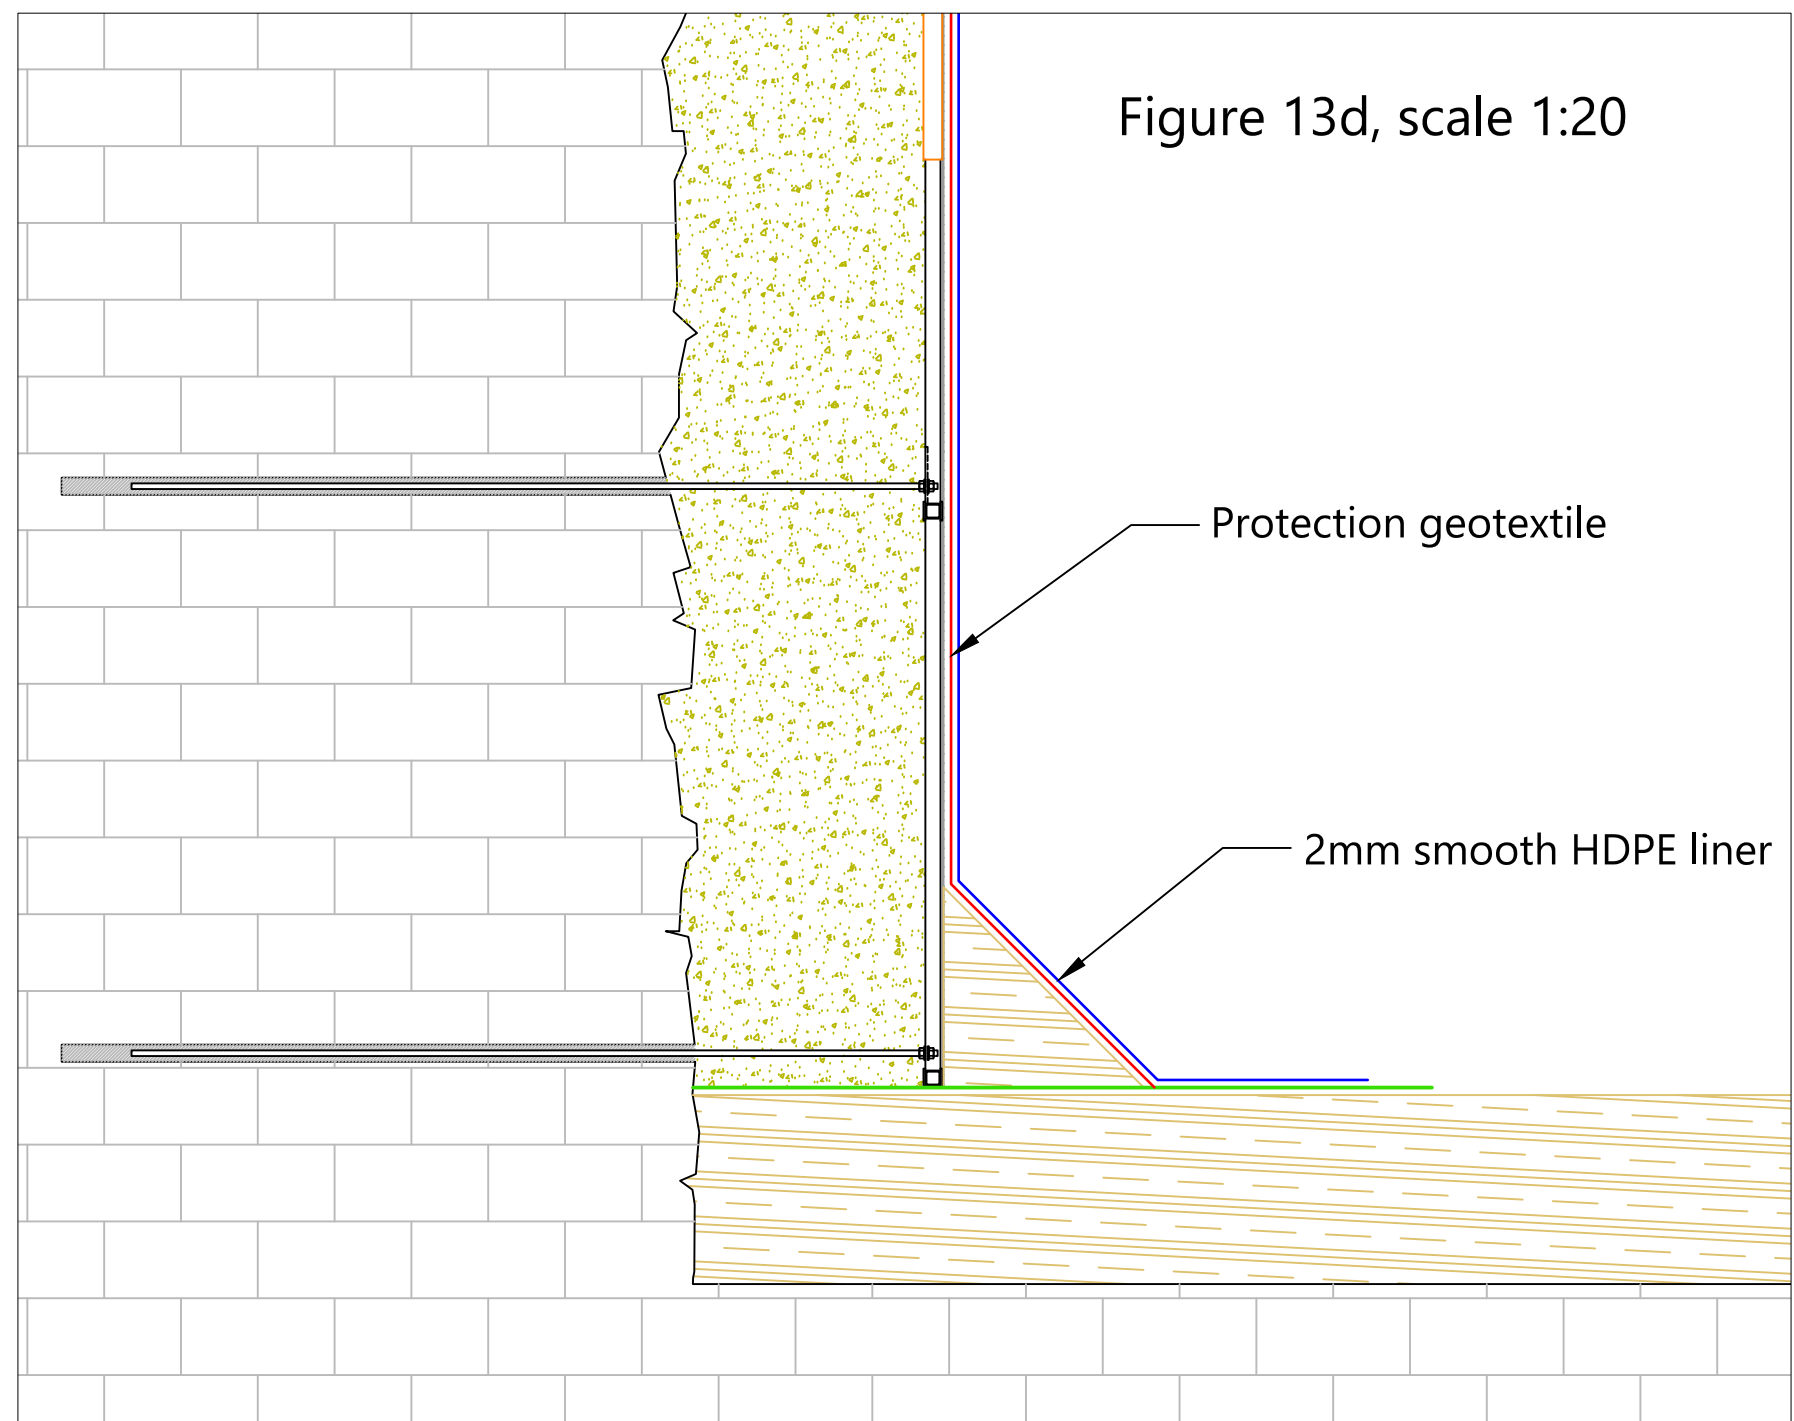 Figure 13d, scale 1:20
Protection geotextile
2mm smooth HDPE liner